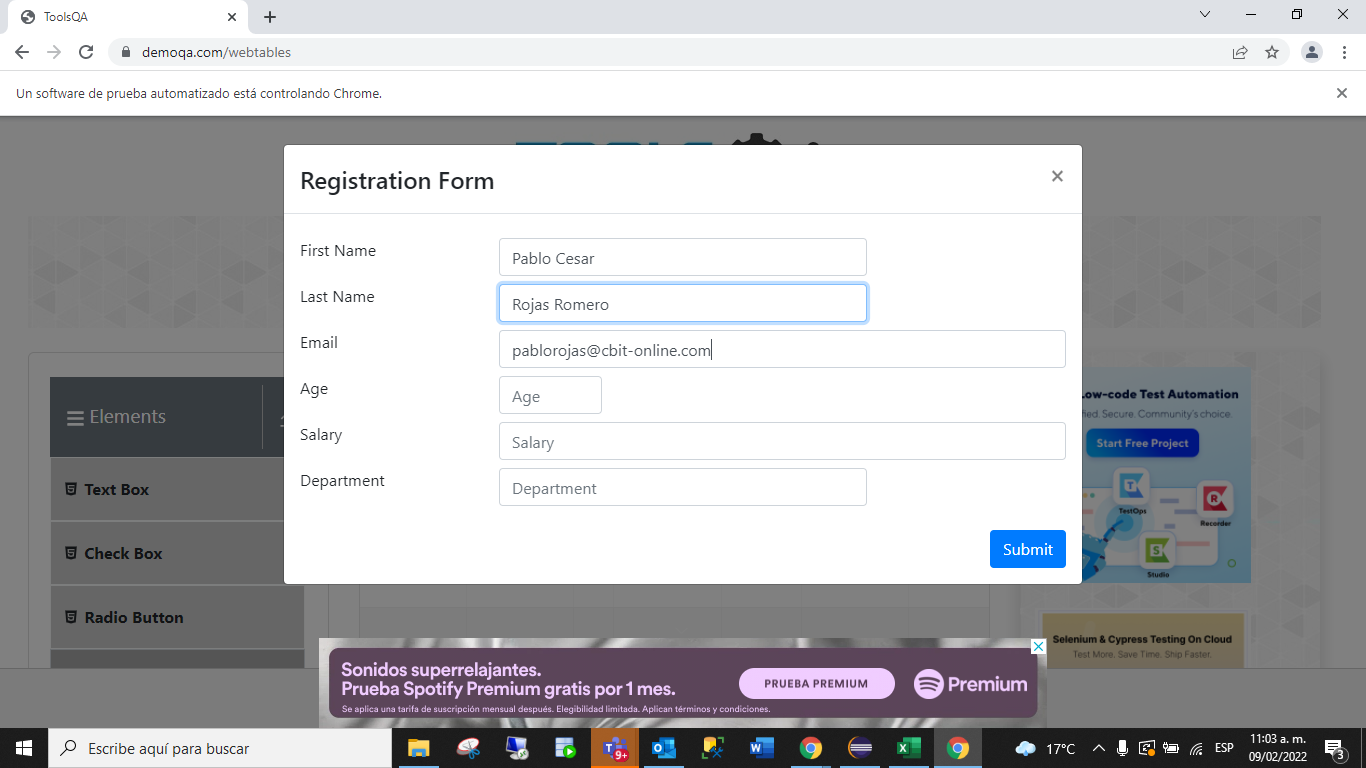 ToolsQA
demoqa.com/webtables
Un software de prueba automatizado está controlando Chrome.
Registration Form
First Name
Pablo Cesar
Last Name
Rojas Romero
Email
pablorojas@cbit-online.com
Age
Age
Salary
Salary
Department
Department
Submit
Elements
Text Box
Check Box
Radio Button
ow-code Test Automation
fied. Secure. Community's choice.
Start Free Project
TestOps
Recorder
Studio
Selenium & Cypress Testing On Cloud
Test More. Save Time. Ship Faster.
Sonidos superrelajantes.
Prueba Spotify Premium gratis por 1 mes.
Se aplica una tarifa de suscripción mensual después. Elegibilidad limitada. Aplican términos y condiciones.
PRUEBA PREMIUM
Premium
Escribe aquí para buscar
9+
17°C
ESP
11:03 a. m.
09/02/2022
3